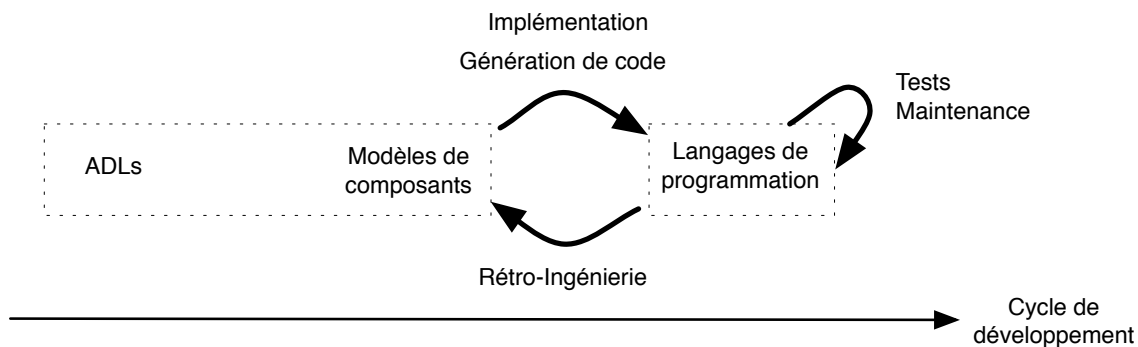 Implémentation
Génération de code
Tests
Maintenance
ADLs
Modèles de
composants
Langages de
programmation
Rétro-Ingénierie
Cycle de
développement